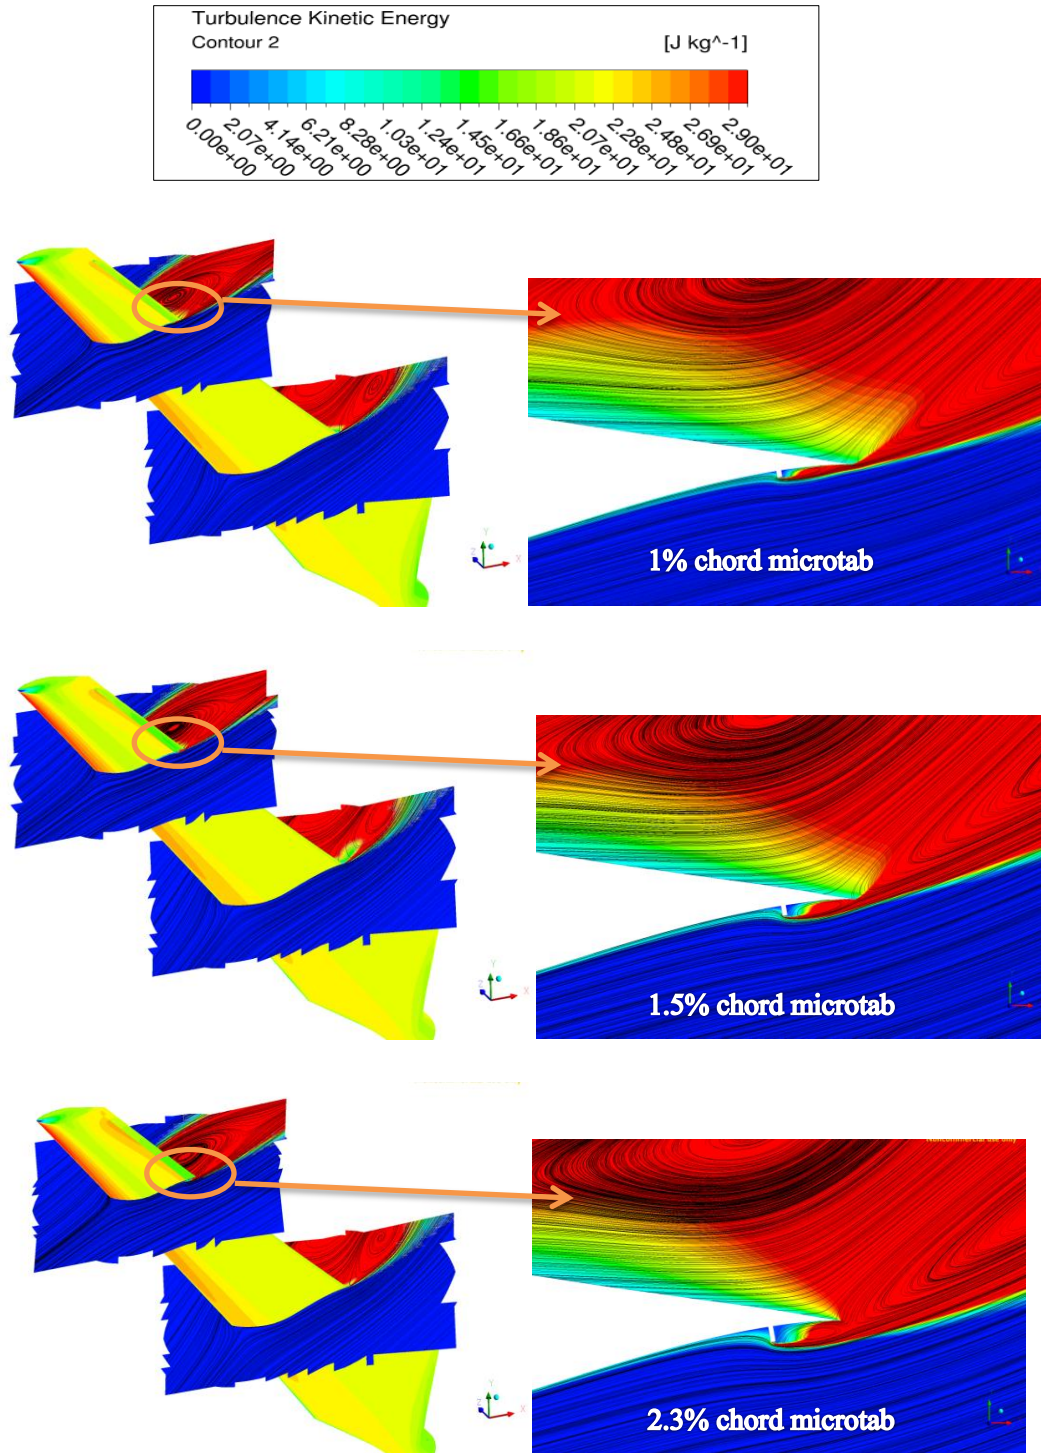 Turbulence Kinetic Energy
Contour 2 [J kg^-1]
0.00e+00 2.07e+00 4.14e+00 6.21e+00 8.28e+00 1.03e+01 1.24e+01 1.45e+01 1.66e+01 1.86e+01 2.07e+01 2.28e+01 2.48e+01 2.69e+01 2.90e+01
Y
Z X
1% chord microtab
Y
Z X
1.5% chord microtab
Noncommercial use only
Y
Z X
2.3% chord microtab